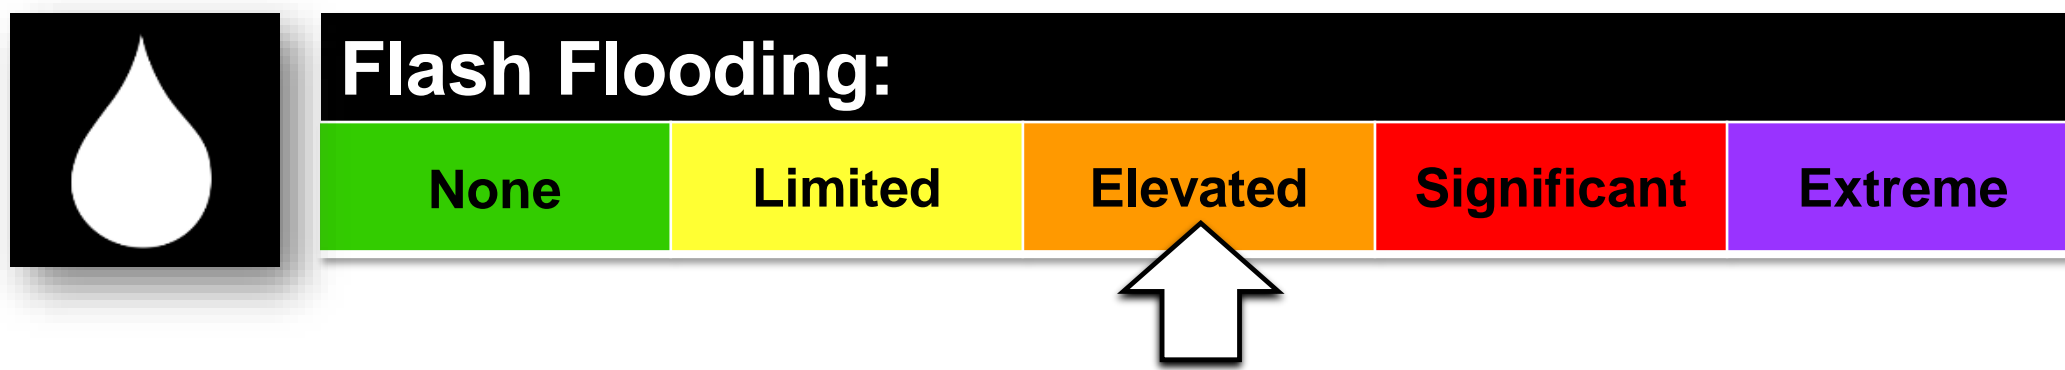 Flash Flooding:
None Limited Elevated Significant Extreme